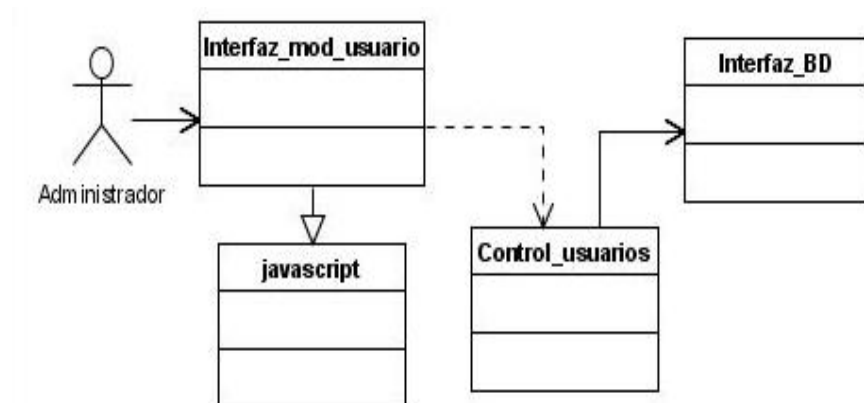 Interfaz_mod_usuario
Interfaz_BD
Administrador
javascript
Control_usuarios